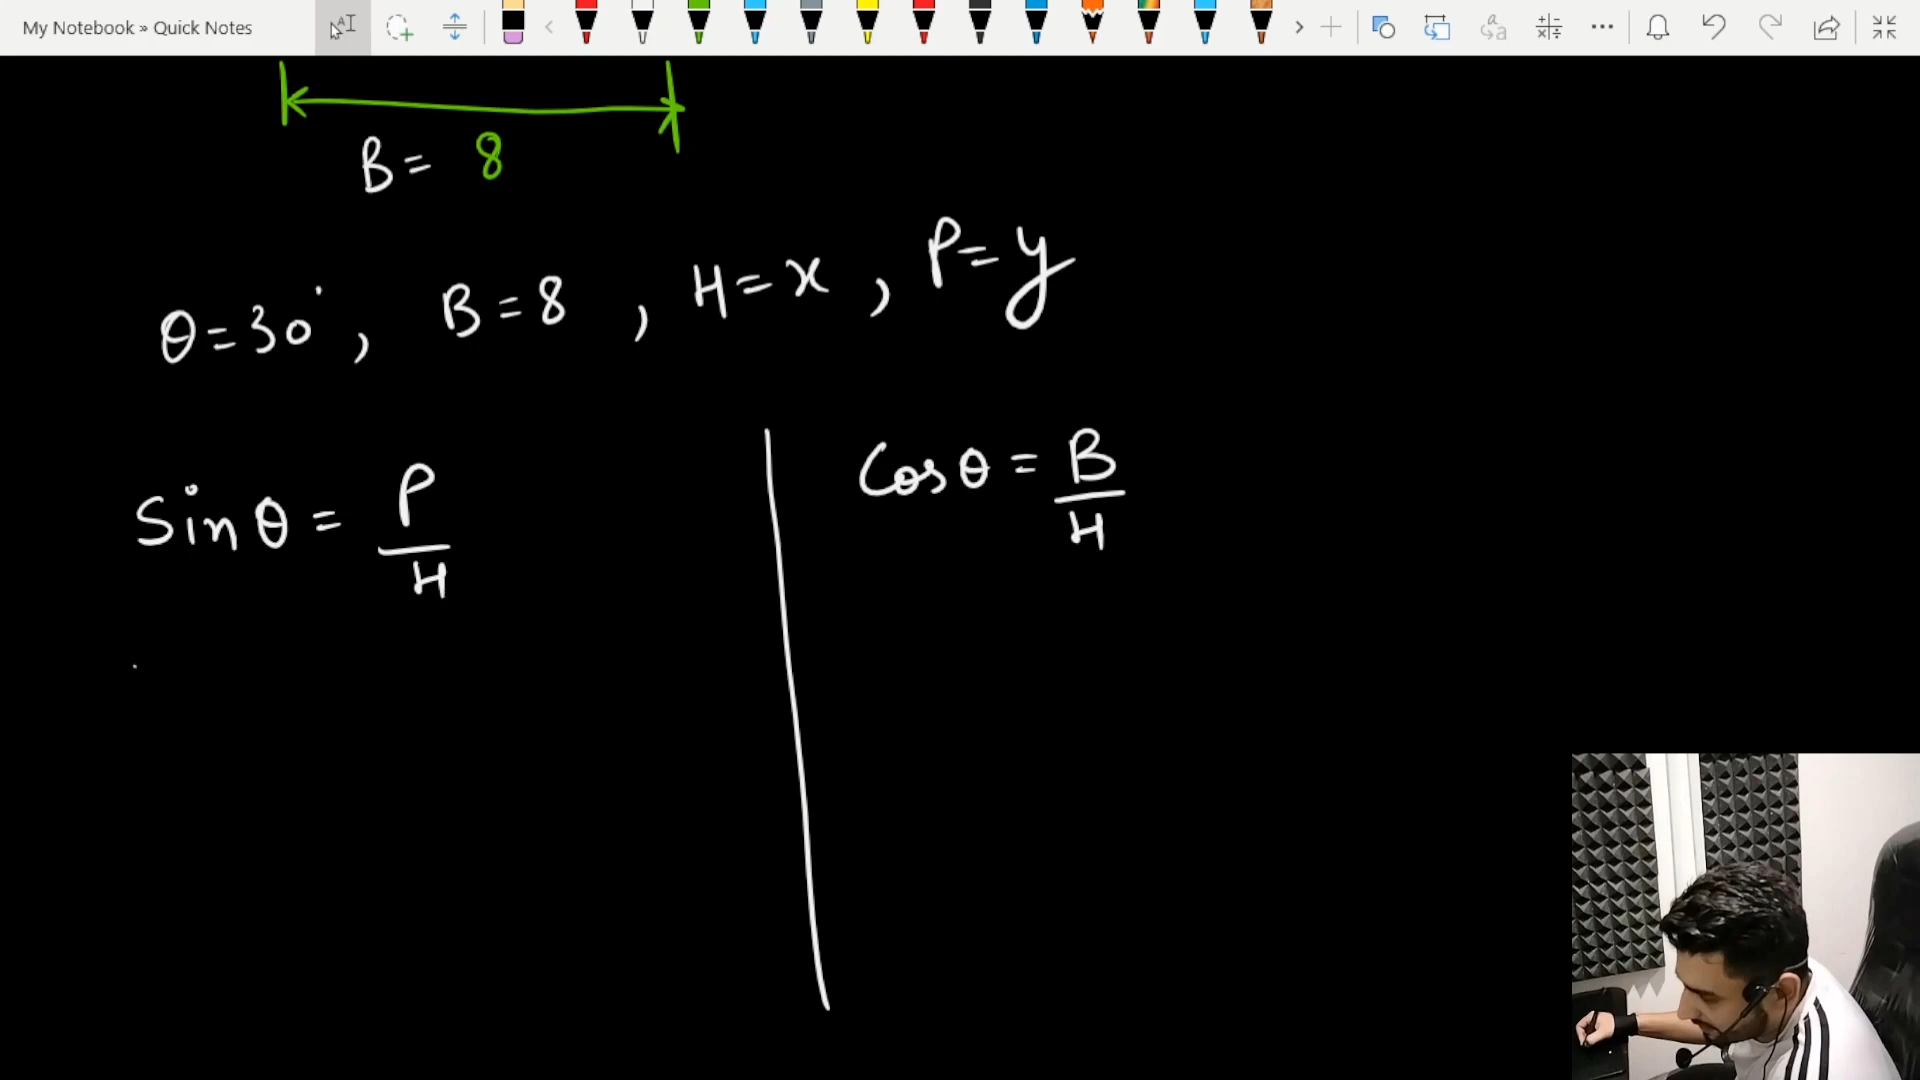 My Notebook » Quick Notes
B = 8
θ = 30°, B = 8, H = x, P = y
Sin θ = P/H
Cos θ = B/H